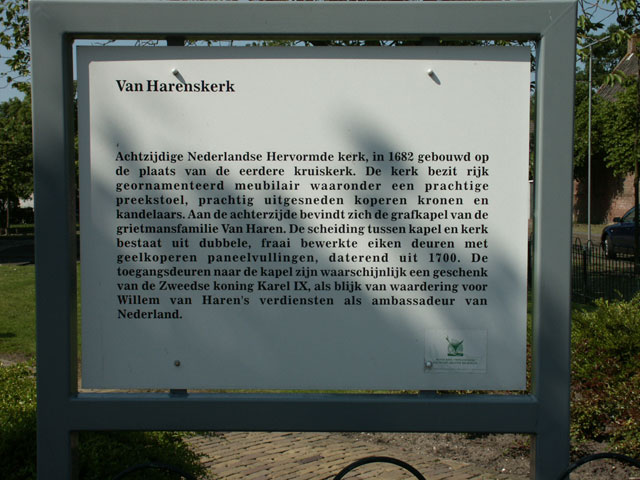 Van Harenskerk
Achtzijdige Nederlandse Hervormde kerk, in 1682 gebouwd op
de plaats van de eerdere kruiskerk. De kerk bezit rijk
geornamenteerd meubilair waaronder een prachtige
preekstoel, prachtig uitgesneden koperen kronen en
kandelaars. Aan de achterzijde bevindt zich de grafkapel van de
grietmansfamilie Van Haren. De scheiding tussen kapel en kerk
bestaat uit dubbele, fraai bewerkte eiken deuren met
geelkoperen paneelvullingen, daterend uit 1700. De
toegangsdeuren naar de kapel zijn waarschijnlijk een geschenk
van de Zweedse koning Karel IX, als blijk van waardering voor
Willem van Haren's verdiensten als ambassadeur van
Nederland.